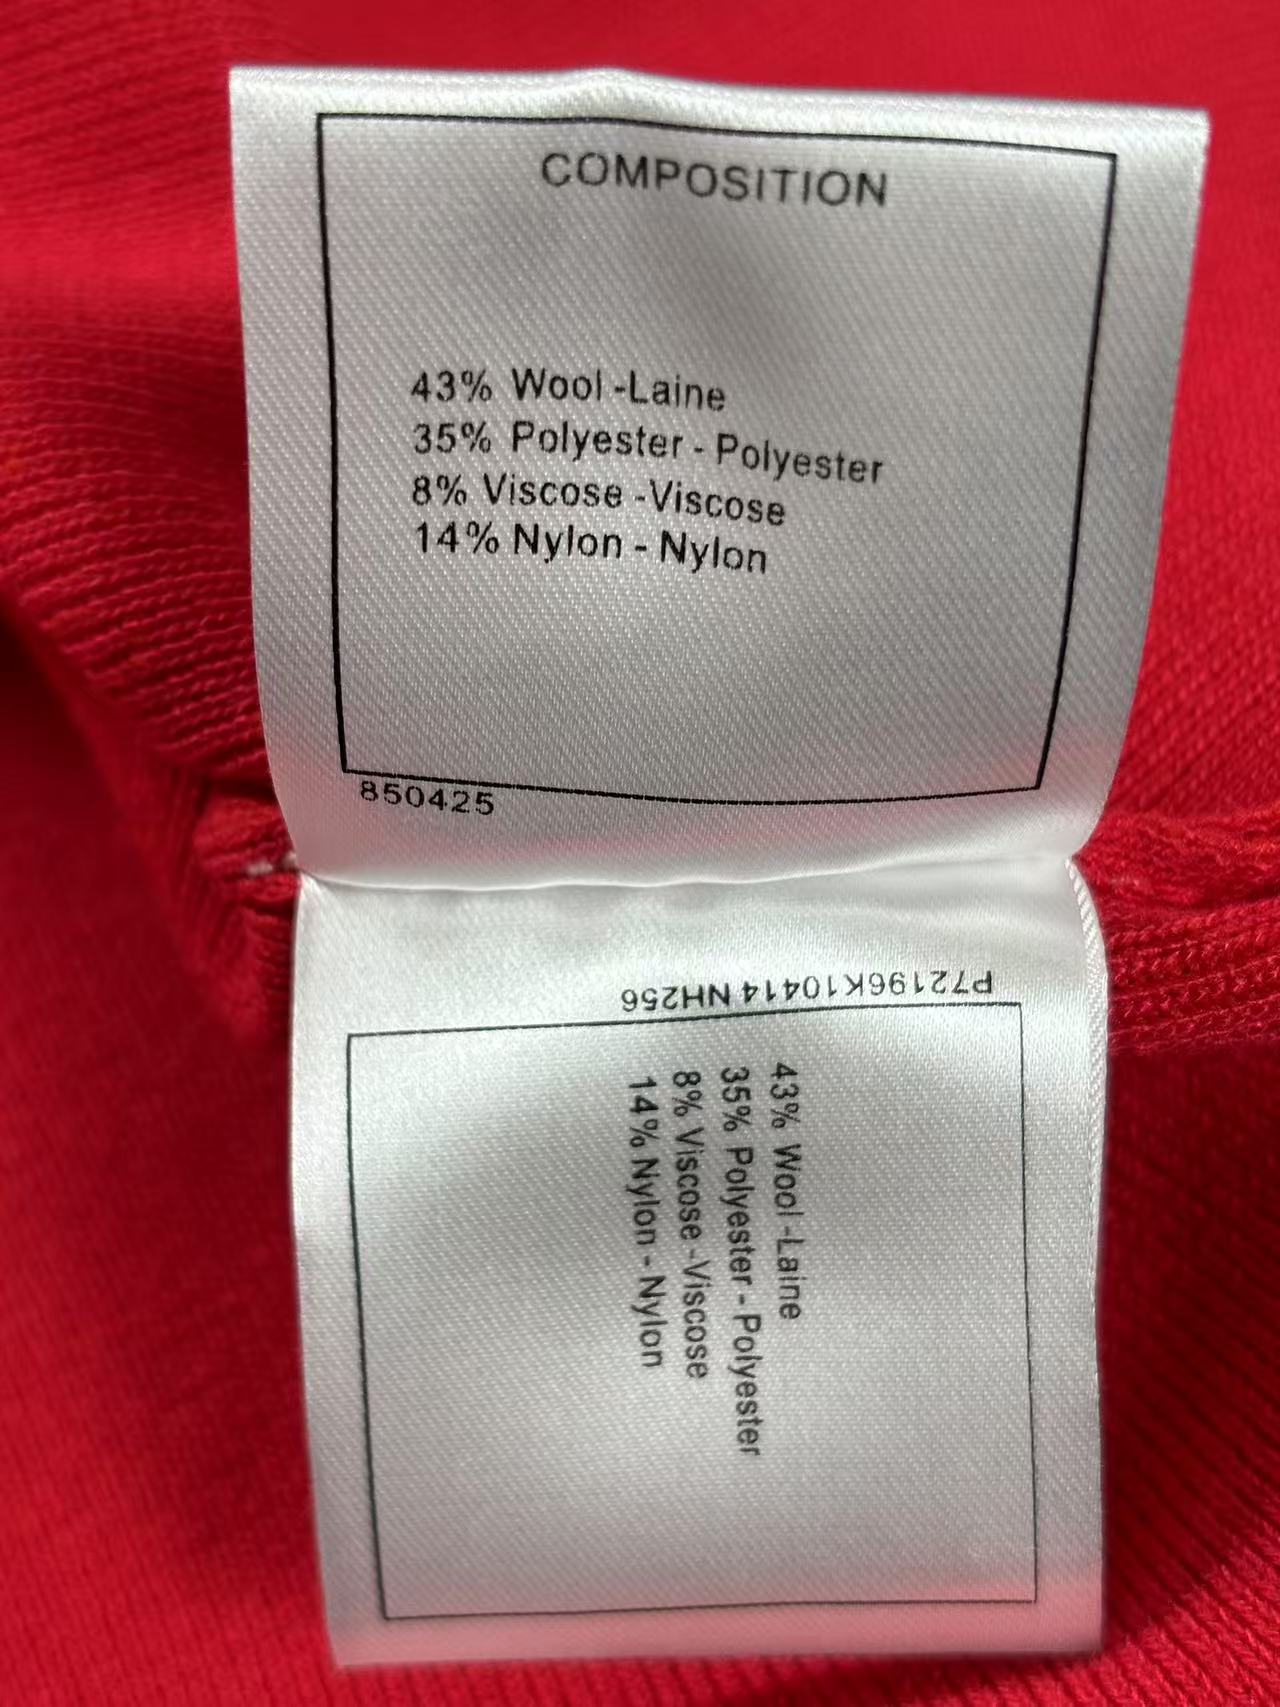 COMPOSITION
43% Wool -Laine
35% Polyester - Polyester
8% Viscose -Viscose
14% Nylon - Nylon
850425
P72196K10414 NH256
43% Wool -Laine
35% Polyester - Polyester
8% Viscose -Viscose
14% Nylon - Nylon